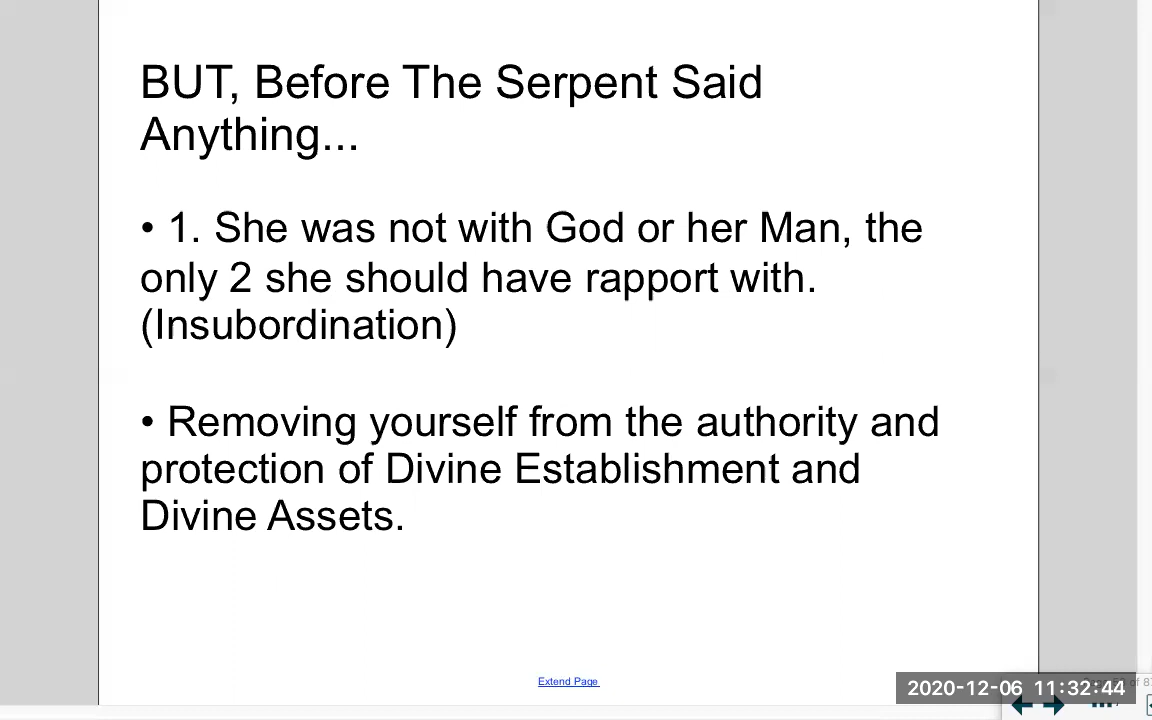 BUT, Before The Serpent Said
Anything...
• 1. She was not with God or her Man, the
only 2 she should have rapport with.
(Insubordination)
• Removing yourself from the authority and
protection of Divine Establishment and
Divine Assets.
Extend Page
2020-12-06 11:32:44